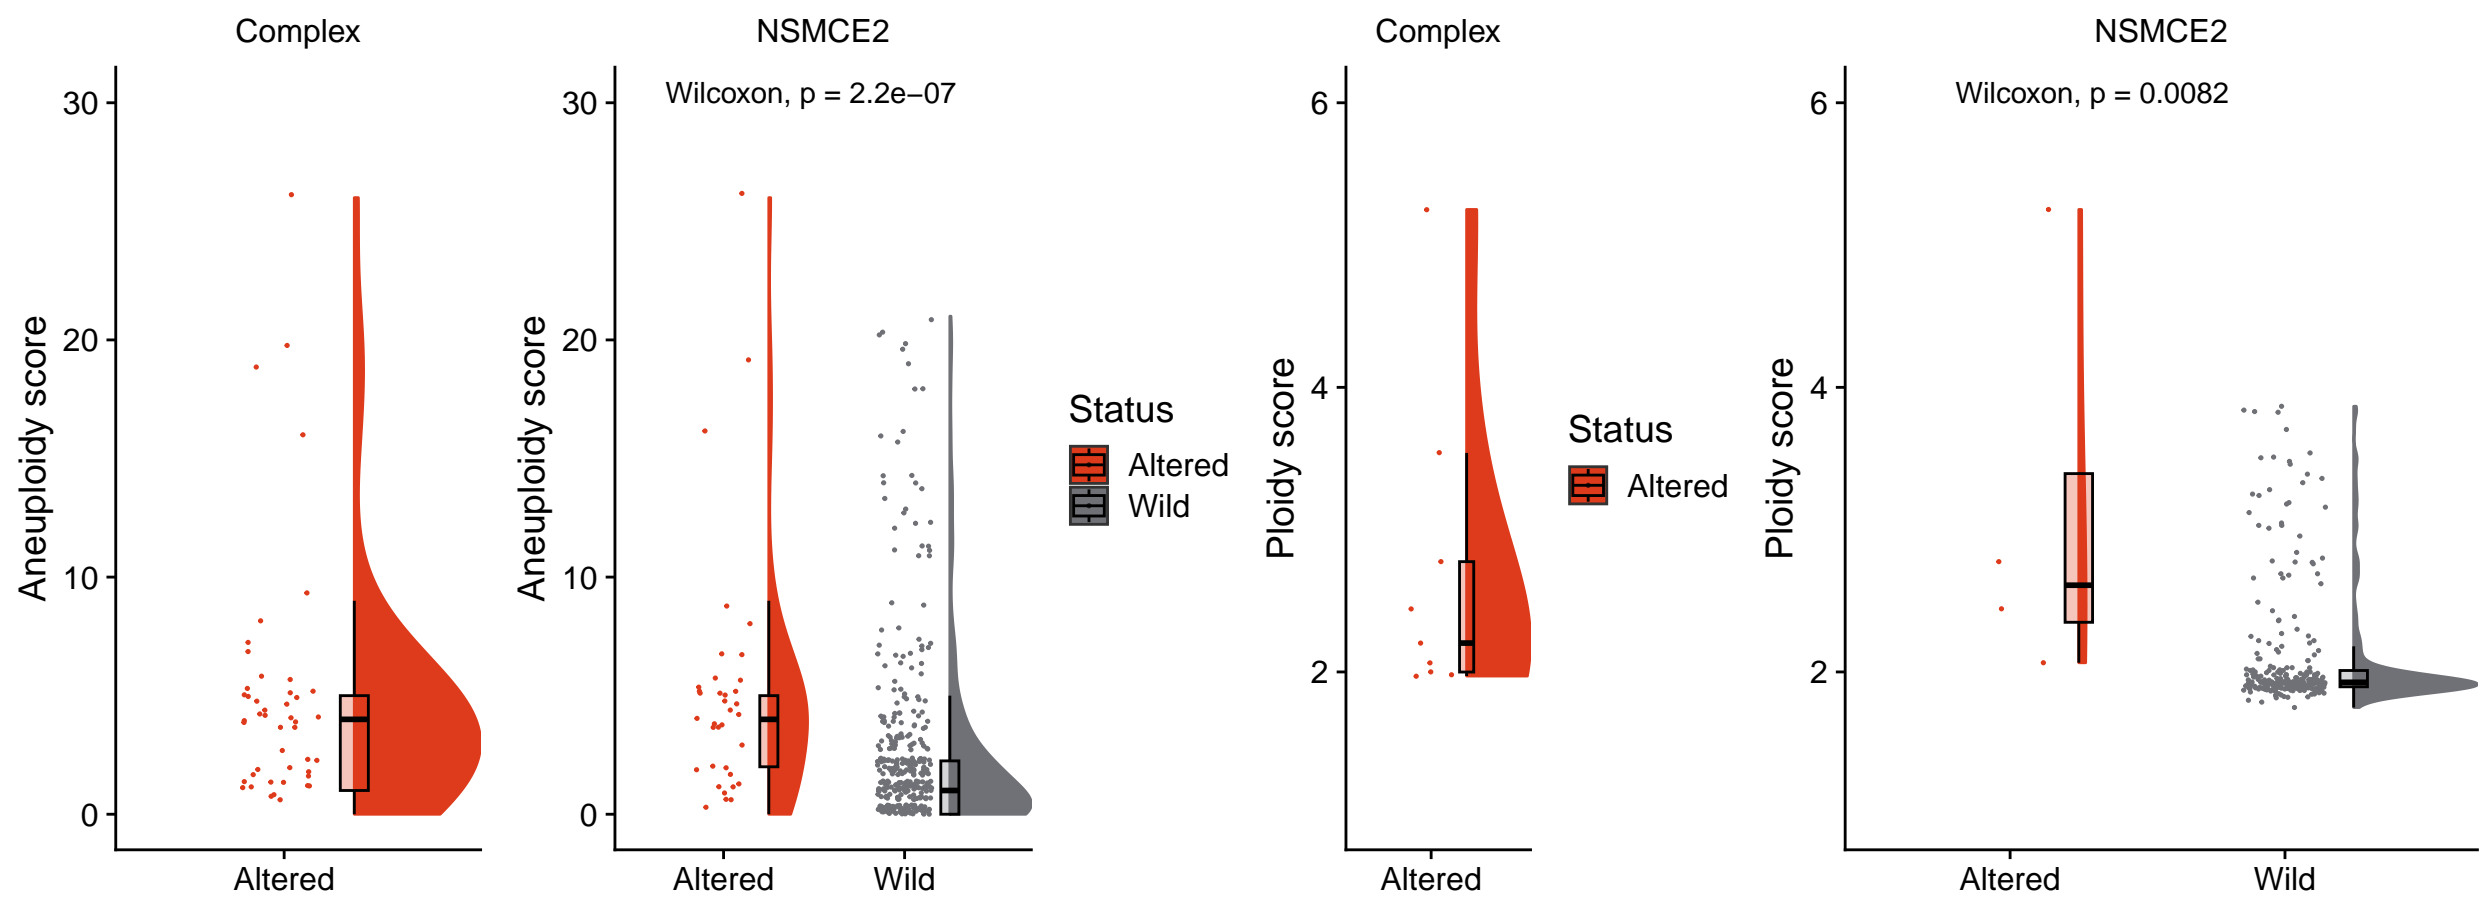 Complex
30
20
10
0
Aneuploidy score
Altered
NSMCE2
Wilcoxon, p = 2.2e−07
30
20
10
0
Aneuploidy score
Altered
Wild
Status
Altered
Wild
Complex
6
4
2
Ploidy score
Altered
Status
Altered
NSMCE2
Wilcoxon, p = 0.0082
6
4
2
Ploidy score
Altered
Wild